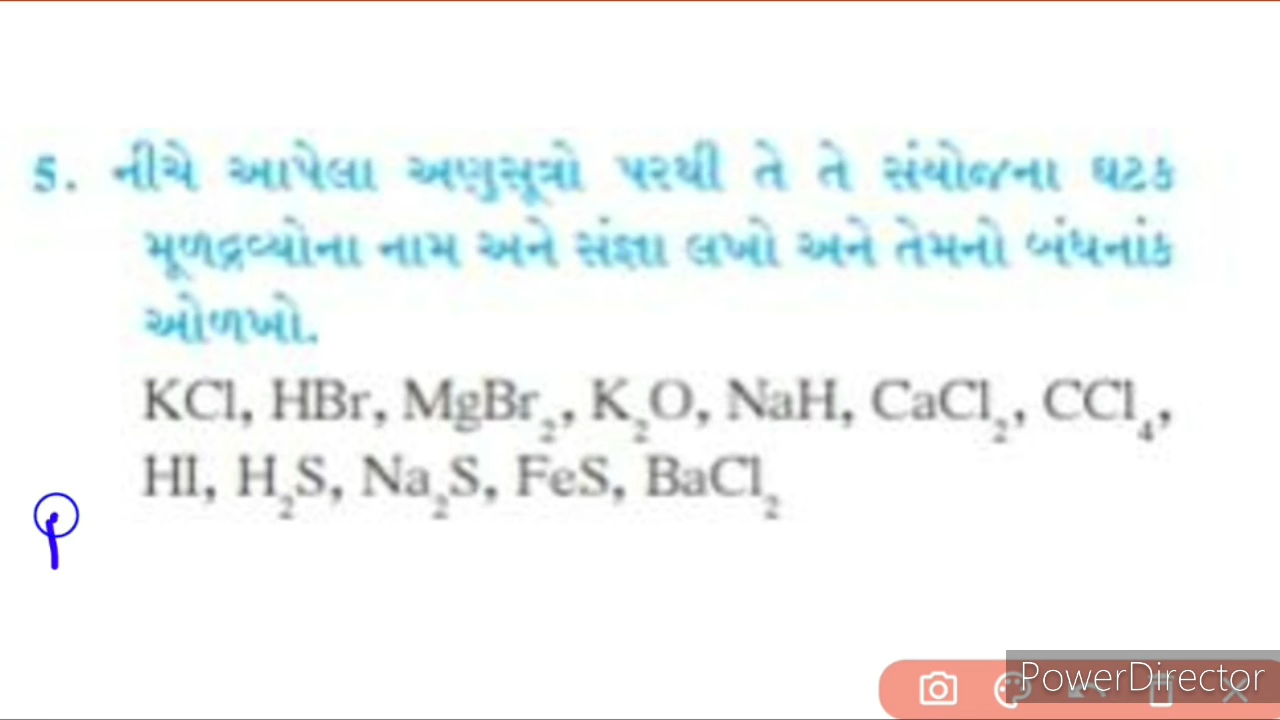 5. નીચે આપેલા અણુસૂત્રો પરથી તે તે સંયોજના ઘટક
મૂળદ્રવ્યોના નામ અને સંજ્ઞા લખો અને તેમનો બંધનાંક
ઓળખો.
KCl, HBr, MgBr₂, K₂O, NaH, CaCl₂, CCl₄,
HI, H₂S, Na₂S, FeS, BaCl₂
PowerDirector